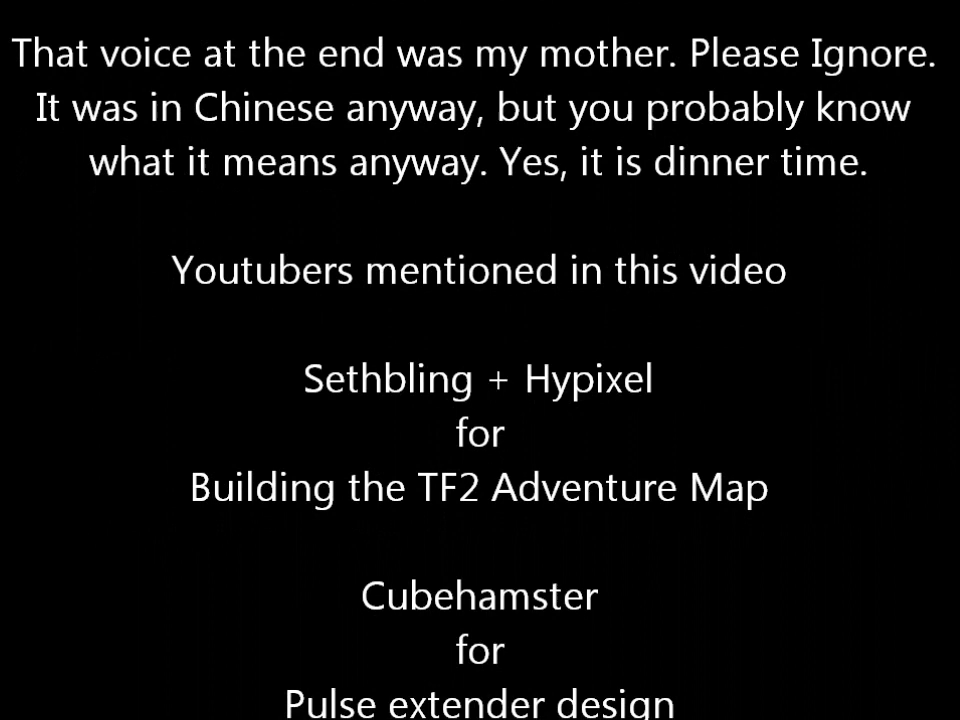 That voice at the end was my mother. Please Ignore.
It was in Chinese anyway, but you probably know
what it means anyway. Yes, it is dinner time.
Youtubers mentioned in this video
Sethbling + Hypixel
for
Building the TF2 Adventure Map
Cubehamster
for
Pulse extender design